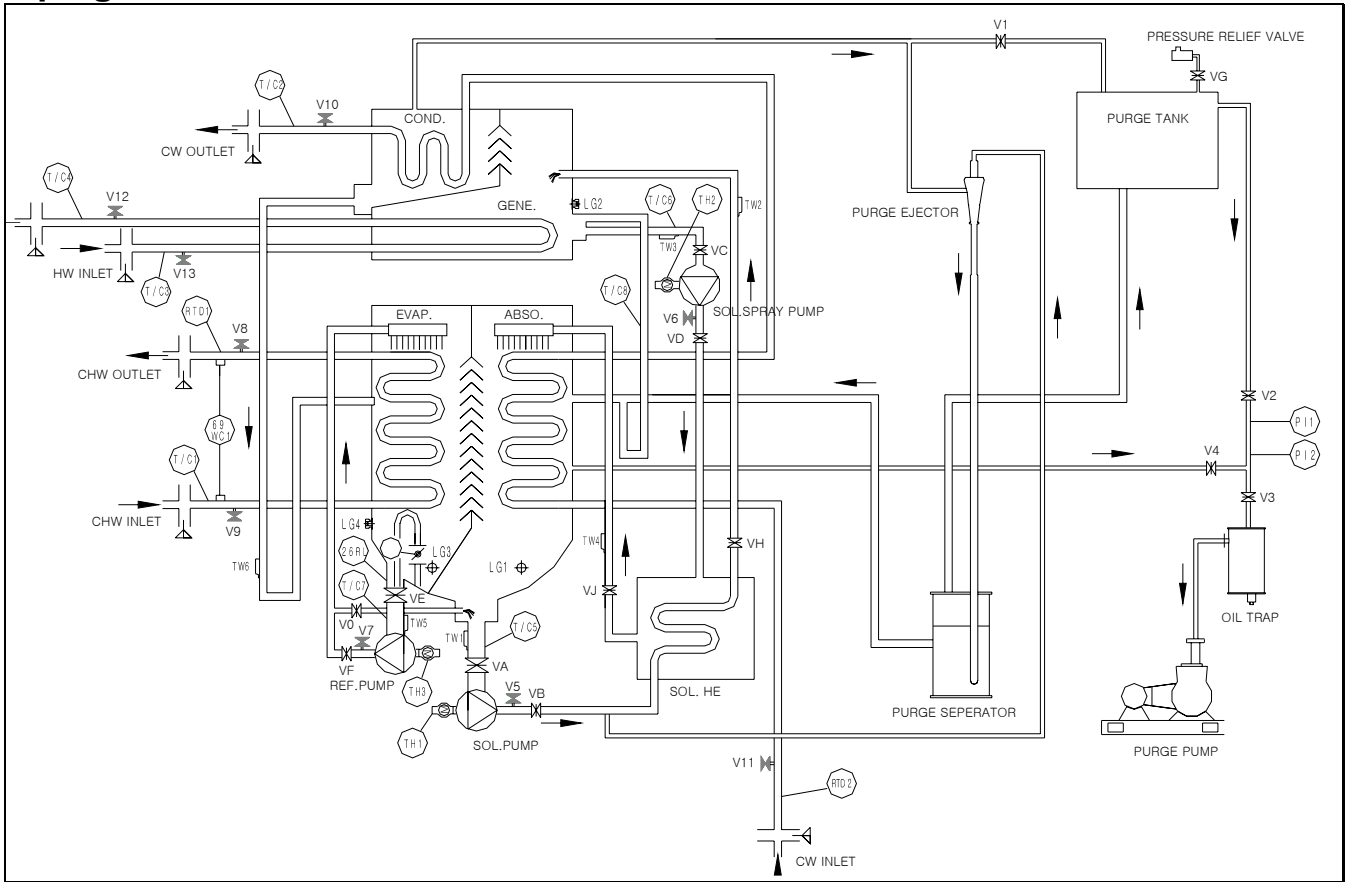 V1
PRESSURE RELIEF VALVE
VG
T/C2
V10
COND.
PURGE TANK
CW OUTLET
T/C4
V12
T/C6
TH2
LG2
TW2
GENE.
PURGE EJECTOR
TW3
VC
HW INLET
V13
T/C3
T/C8
RTD1
V8
EVAP.
ABSO.
SOL.SPRAY PUMP
V6
VD
CHW OUTLET
V2
69
WC1
PI1
PI2
T/C1
V4
V3
CHW INLET
V9
LG4
26RL
LG3
LG1
TW4
VH
TW6
T/C7
VE
VJ
V0
V7
TW5
TW1
T/C5
OIL TRAP
VF
VA
REF.PUMP
TH3
V5
VB
SOL. HE
PURGE SEPERATOR
TH1
SOL.PUMP
PURGE PUMP
V11
RTD2
CW INLET